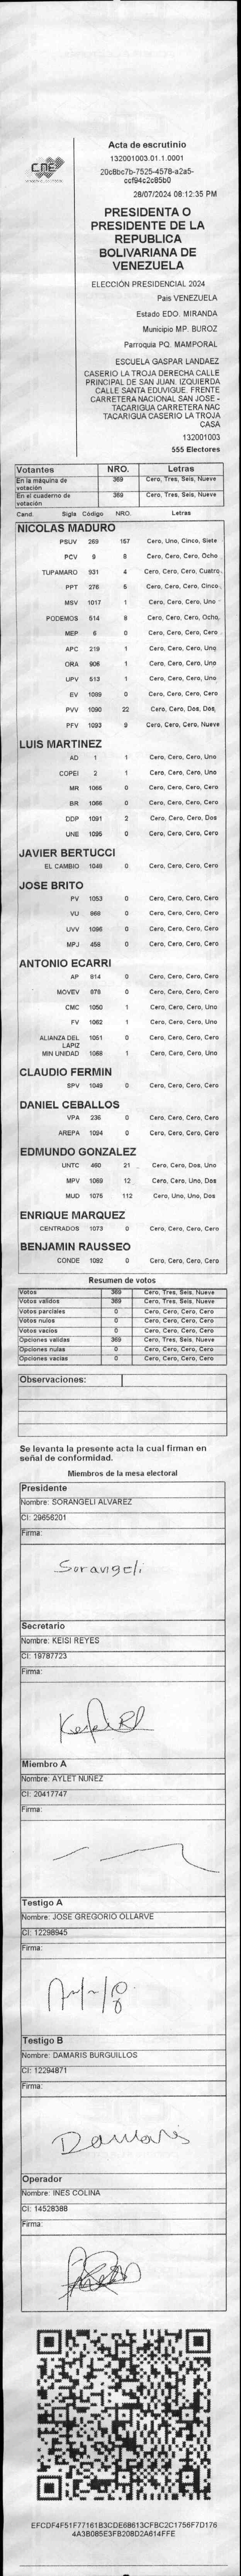 Acta de escrutinio
132001003.01.1.0001
20c8bc7b-7525-4578-a2a5-
ccf94c2c85b0
28/07/2024 08:12:35 PM
CNE
PRESIDENTA O
PRESIDENTE DE LA
REPUBLICA
BOLIVARIANA DE
VENEZUELA
ELECCIÓN PRESIDENCIAL 2024
Pais VENEZUELA
Estado EDO. MIRANDA
Municipio MP. BUROZ
Parroquia PQ. MAMPORAL
ESCUELA GASPAR LANDAEZ
CASERIO LA TROJA DERECHA CALLE
PRINCIPAL DE SAN JUAN. IZQUIERDA
CALLE SANTA EDUVIGUE. FRENTE
CARRETERA NACIONAL SAN JOSE -
TACARIGUA CARRETERA NAC
TACARIGUA CASERIO LA TROJA
CASA
132001003
555 Electores
Votantes NRO. Letras
En la máquina de votación 369 Cero, Tres, Seis, Nueve
En el cuaderno de votación 369 Cero, Tres, Seis, Nueve
Cand. Sigla Código NRO. Letras
NICOLAS MADURO
PSUV 269 157 Cero, Uno, Cinco, Siete
PCV 9 8 Cero, Cero, Cero, Ocho
TUPAMARO 931 4 Cero, Cero, Cero, Cuatro
PPT 276 5 Cero, Cero, Cero, Cinco
MSV 1017 1 Cero, Cero, Cero, Uno
PODEMOS 514 8 Cero, Cero, Cero, Ocho
MEP 6 0 Cero, Cero, Cero, Cero
APC 219 1 Cero, Cero, Cero, Uno
ORA 906 1 Cero, Cero, Cero, Uno
UPV 613 1 Cero, Cero, Cero, Uno
EV 1089 0 Cero, Cero, Cero, Cero
PVV 1090 22 Cero, Cero, Dos, Dos
PFV 1093 9 Cero, Cero, Cero, Nueve
LUIS MARTINEZ
AD 1 1 Cero, Cero, Cero, Uno
COPEI 2 1 Cero, Cero, Cero, Uno
MR 1065 0 Cero, Cero, Cero, Cero
BR 1066 0 Cero, Cero, Cero, Cero
DDP 1091 2 Cero, Cero, Cero, Dos
UNE 1095 0 Cero, Cero, Cero, Cero
JAVIER BERTUCCI
EL CAMBIO 1048 0 Cero, Cero, Cero, Cero
JOSE BRITO
PV 1053 0 Cero, Cero, Cero, Cero
VU 868 0 Cero, Cero, Cero, Cero
UVV 1096 0 Cero, Cero, Cero, Cero
MPJ 458 0 Cero, Cero, Cero, Cero
ANTONIO ECARRI
AP 814 0 Cero, Cero, Cero, Cero
MOVEV 878 0 Cero, Cero, Cero, Cero
CMC 1050 1 Cero, Cero, Cero, Uno
FV 1062 1 Cero, Cero, Cero, Uno
ALIANZA DEL LAPIZ 1051 0 Cero, Cero, Cero, Cero
MIN UNIDAD 1068 1 Cero, Cero, Cero, Uno
CLAUDIO FERMIN
SPV 1049 0 Cero, Cero, Cero, Cero
DANIEL CEBALLOS
VPA 236 0 Cero, Cero, Cero, Cero
AREPA 1094 0 Cero, Cero, Cero, Cero
EDMUNDO GONZALEZ
UNTC 460 21 Cero, Cero, Dos, Uno
MPV 1069 12 Cero, Cero, Uno, Dos
MUD 1075 112 Cero, Uno, Uno, Dos
ENRIQUE MARQUEZ
CENTRADOS 1073 0 Cero, Cero, Cero, Cero
BENJAMIN RAUSSEO
CONDE 1092 0 Cero, Cero, Cero, Cero
Resumen de votos
Votos 369 Cero, Tres, Seis, Nueve
Votos validos 369 Cero, Tres, Seis, Nueve
Votos parciales 0 Cero, Cero, Cero, Cero
Votos nulos 0 Cero, Cero, Cero, Cero
Votos vacios 0 Cero, Cero, Cero, Cero
Opciones validas 369 Cero, Tres, Seis, Nueve
Opciones nulas 0 Cero, Cero, Cero, Cero
Opciones vacias 0 Cero, Cero, Cero, Cero
Observaciones:
Se levanta la presente acta la cual firman en
señal de conformidad.
Miembros de la mesa electoral
Presidente
Nombre: SORANGELI ALVAREZ
CI: 29656201
Firma:
Sorangeli
Secretario
Nombre: KEISI REYES
CI: 19787723
Firma:
Miembro A
Nombre: AYLET NUÑEZ
CI: 20417747
Firma:
Testigo A
Nombre: JOSE GREGORIO OLLARVE
CI: 12298945
Firma:
Testigo B
Nombre: DAMARIS BURGUILLOS
CI: 12294871
Firma:
Damaris
Operador
Nombre: INES COLINA
CI: 14528388
Firma:
EFCDF4F51F77161B3CDE68613CFBC2C1756F7D176
4A3B085E3FB208D2A614FFE